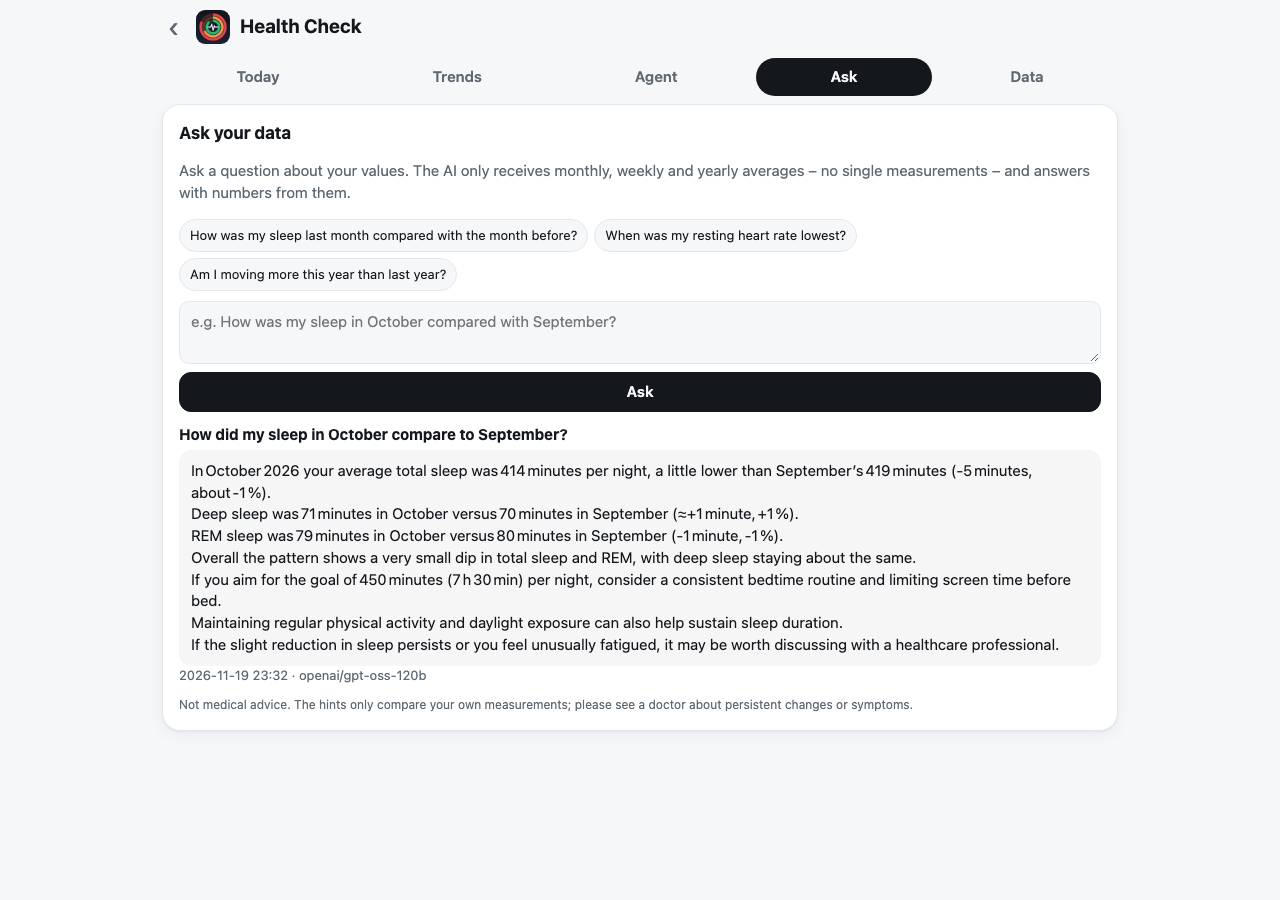 ‹ Health Check
Today Trends Agent Ask Data
Ask your data
Ask a question about your values. The AI only receives monthly, weekly and yearly averages – no single measurements – and answers
with numbers from them.
How was my sleep last month compared with the month before? When was my resting heart rate lowest?
Am I moving more this year than last year?
e.g. How was my sleep in October compared with September?
Ask
How did my sleep in October compare to September?
In October 2026 your average total sleep was 414 minutes per night, a little lower than September’s 419 minutes (-5 minutes,
about -1 %).
Deep sleep was 71 minutes in October versus 70 minutes in September (≈+1 minute, +1 %).
REM sleep was 79 minutes in October versus 80 minutes in September (-1 minute, -1 %).
Overall the pattern shows a very small dip in total sleep and REM, with deep sleep staying about the same.
If you aim for the goal of 450 minutes (7 h 30 min) per night, consider a consistent bedtime routine and limiting screen time before
bed.
Maintaining regular physical activity and daylight exposure can also help sustain sleep duration.
If the slight reduction in sleep persists or you feel unusually fatigued, it may be worth discussing with a healthcare professional.
2026-11-19 23:32 · openai/gpt-oss-120b
Not medical advice. The hints only compare your own measurements; please see a doctor about persistent changes or symptoms.